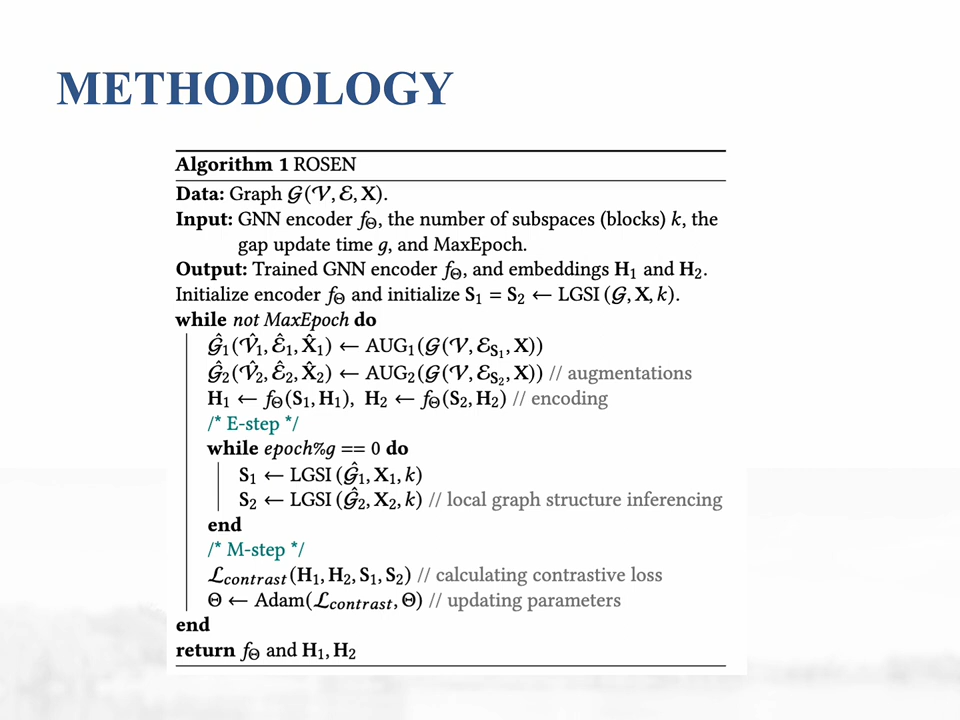 METHODOLOGY
Algorithm 1 ROSEN
Data: Graph 𝒢(𝒱, ℰ, X).
Input: GNN encoder f_Θ, the number of subspaces (blocks) k, the
gap update time g, and MaxEpoch.
Output: Trained GNN encoder f_Θ, and embeddings H₁ and H₂.
Initialize encoder f_Θ and initialize S₁ = S₂ ← LGSI (𝒢, X, k).
while not MaxEpoch do
𝒢̂₁(𝒱̂₁, ℰ̂₁, X̂₁) ← AUG₁(𝒢(𝒱, ℰ_S₁, X))
𝒢̂₂(𝒱̂₂, ℰ̂₂, X̂₂) ← AUG₂(𝒢(𝒱, ℰ_S₂, X)) // augmentations
H₁ ← f_Θ(S₁, H₁), H₂ ← f_Θ(S₂, H₂) // encoding
/* E-step */
while epoch%g == 0 do
S₁ ← LGSI (𝒢̂₁, X₁, k)
S₂ ← LGSI (𝒢̂₂, X₂, k) // local graph structure inferencing
end
/* M-step */
ℒ_contrast(H₁, H₂, S₁, S₂) // calculating contrastive loss
Θ ← Adam(ℒ_contrast, Θ) // updating parameters
end
return f_Θ and H₁, H₂